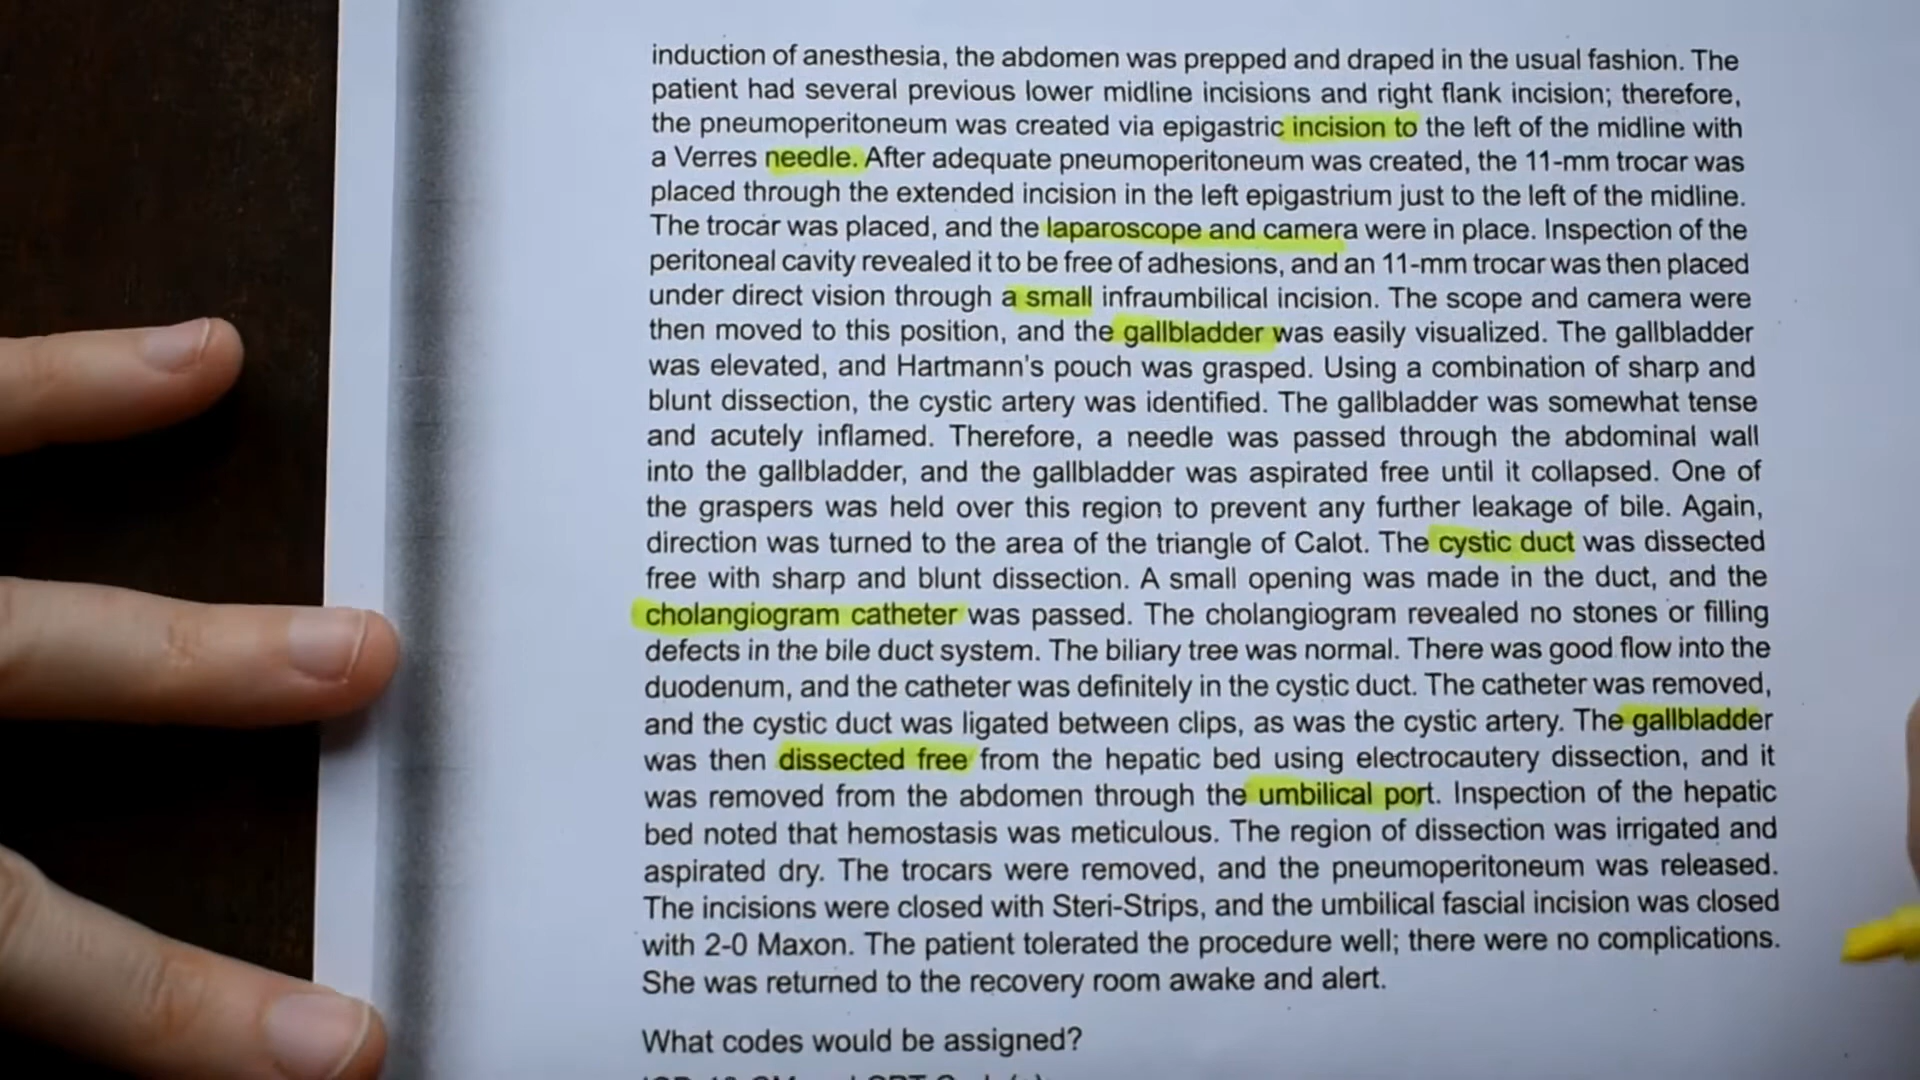 induction of anesthesia, the abdomen was prepped and draped in the usual fashion. The
patient had several previous lower midline incisions and right flank incision; therefore,
the pneumoperitoneum was created via epigastric incision to the left of the midline with
a Verres needle. After adequate pneumoperitoneum was created, the 11-mm trocar was
placed through the extended incision in the left epigastrium just to the left of the midline.
The trocar was placed, and the laparoscope and camera were in place. Inspection of the
peritoneal cavity revealed it to be free of adhesions, and an 11-mm trocar was then placed
under direct vision through a small infraumbilical incision. The scope and camera were
then moved to this position, and the gallbladder was easily visualized. The gallbladder
was elevated, and Hartmann's pouch was grasped. Using a combination of sharp and
blunt dissection, the cystic artery was identified. The gallbladder was somewhat tense
and acutely inflamed. Therefore, a needle was passed through the abdominal wall
into the gallbladder, and the gallbladder was aspirated free until it collapsed. One of
the graspers was held over this region to prevent any further leakage of bile. Again,
direction was turned to the area of the triangle of Calot. The cystic duct was dissected
free with sharp and blunt dissection. A small opening was made in the duct, and the
cholangiogram catheter was passed. The cholangiogram revealed no stones or filling
defects in the bile duct system. The biliary tree was normal. There was good flow into the
duodenum, and the catheter was definitely in the cystic duct. The catheter was removed,
and the cystic duct was ligated between clips, as was the cystic artery. The gallbladder
was then dissected free from the hepatic bed using electrocautery dissection, and it
was removed from the abdomen through the umbilical port. Inspection of the hepatic
bed noted that hemostasis was meticulous. The region of dissection was irrigated and
aspirated dry. The trocars were removed, and the pneumoperitoneum was released.
The incisions were closed with Steri-Strips, and the umbilical fascial incision was closed
with 2-0 Maxon. The patient tolerated the procedure well; there were no complications.
She was returned to the recovery room awake and alert.
What codes would be assigned?